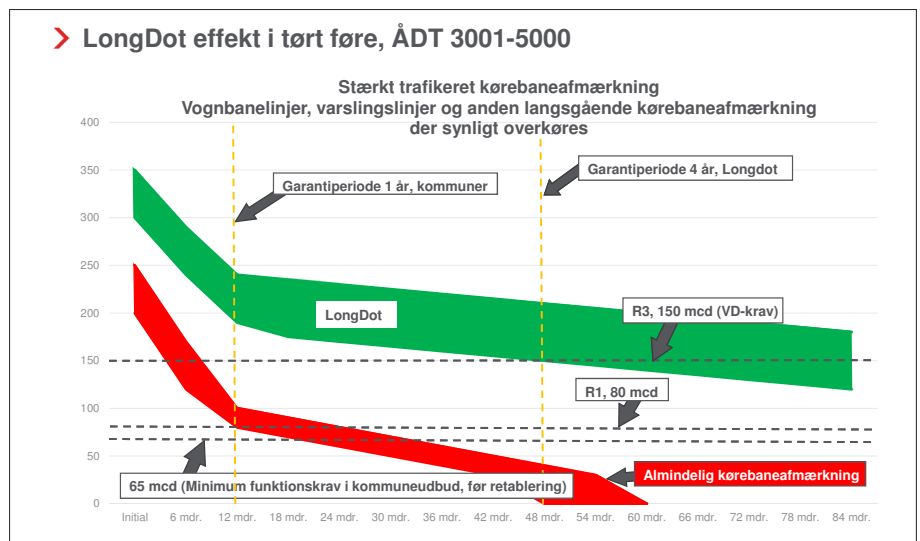 LongDot effekt i tørt føre, ÅDT 3001-5000
Stærkt trafikeret kørebaneafmærkning
Vognbanelinjer, varslingslinjer og anden langsgående kørebaneafmærkning
der synligt overkøres
400
350
300
250
200
150
100
50
0
Garantiperiode 1 år, kommuner
Garantiperiode 4 år, Longdot
LongDot
R3, 150 mcd (VD-krav)
R1, 80 mcd
Almindelig kørebaneafmærkning
65 mcd (Minimum funktionskrav i kommuneudbud, før retablering)
Initial 6 mdr. 12 mdr. 18 mdr. 24 mdr. 30 mdr. 36 mdr. 42 mdr. 48 mdr. 54 mdr. 60 mdr. 66 mdr. 72 mdr. 78 mdr. 84 mdr.